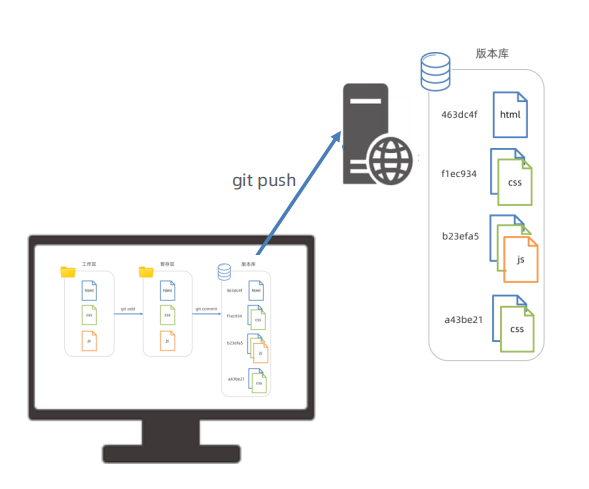 版本库
463dc4f
html
f1ec934
css
b23efa5
js
a43be21
css
git push
工作区
html
css
js
git add
暂存区
html
css
js
git commit
版本库
463dc4f
html
f1ec934
css
b23efa5
js
a43be21
css